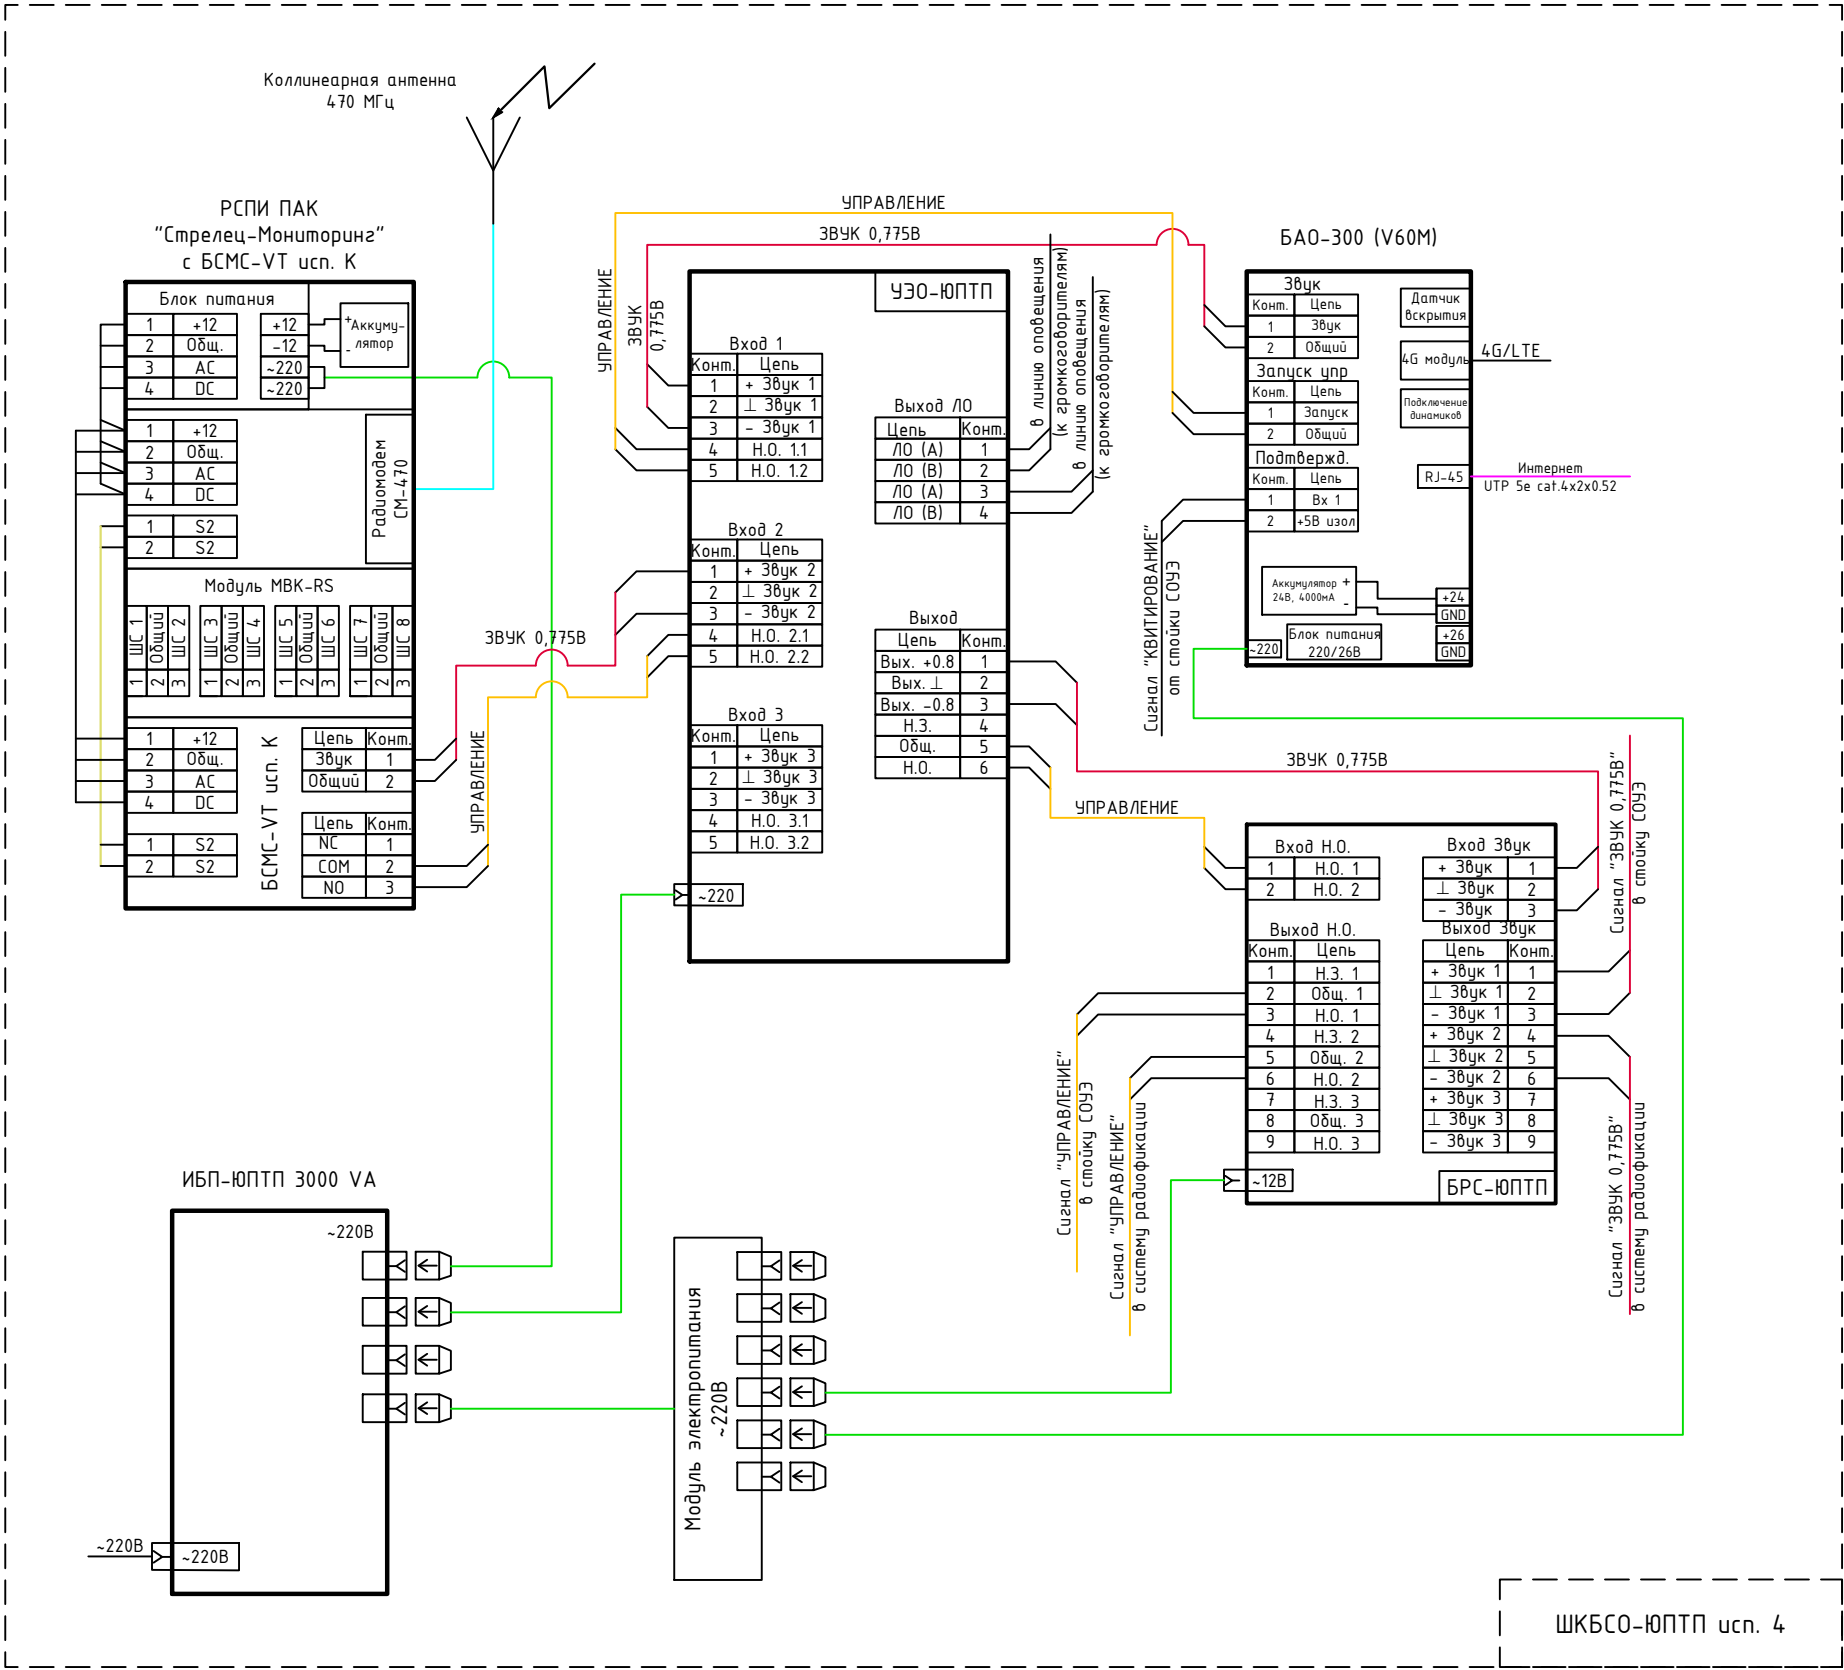 Коллинеарная антенна
470 МГц
РСПИ ПАК
"Стрелец-Мониторинг"
с БСМС-VT исп. К
Блок питания
1 +12
2 Общ.
3 AC
4 DC
+12
-12
~220
~220
+ Аккуму-
лятор
-
1 +12
2 Общ.
3 AC
4 DC
1 S2
2 S2
Радиомодем
СМ-470
Модуль МВК-RS
1 ШС 1
2 Общий
3 ШС 2
1 ШС 3
2 Общий
3 ШС 4
1 ШС 5
2 Общий
3 ШС 6
1 ШС 7
2 Общий
3 ШС 8
1 +12
2 Общ.
3 AC
4 DC
1 S2
2 S2
БСМС-VT исп. К
Цепь Конт.
Звук 1
Общий 2
Цепь Конт.
NC 1
COM 2
NO 3
ЗВУК 0,775В
УПРАВЛЕНИЕ
УПРАВЛЕНИЕ
ЗВУК 0,775В
УПРАВЛЕНИЕ
ЗВУК
0,775В
УЭО-ЮПТП
Вход 1
Конт. Цепь
1 + Звук 1
2 ⊥ Звук 1
3 - Звук 1
4 Н.О. 1.1
5 Н.О. 1.2
Вход 2
Конт. Цепь
1 + Звук 2
2 ⊥ Звук 2
3 - Звук 2
4 Н.О. 2.1
5 Н.О. 2.2
Вход 3
Конт. Цепь
1 + Звук 3
2 ⊥ Звук 3
3 - Звук 3
4 Н.О. 3.1
5 Н.О. 3.2
~220
Выход ЛО
Цепь Конт.
ЛО (А) 1
ЛО (В) 2
ЛО (А) 3
ЛО (В) 4
Выход
Цепь Конт.
Вых. +0.8 1
Вых. ⊥ 2
Вых. -0.8 3
Н.З. 4
Общ. 5
Н.О. 6
в линию оповещения
(к громкоговорителям)
в линию оповещения
(к громкоговорителям)
БАО-300 (V60M)
Звук
Конт. Цепь
1 Звук
2 Общий
Запуск упр
Конт. Цепь
1 Запуск
2 Общий
Подтвержд.
Конт. Цепь
1 Вх 1
2 +5В изол
Датчик
вскрытия
4G модуль
4G/LTE
Подключение
динамиков
RJ-45
Интернет
UTP 5e cat.4x2x0.52
Аккумулятор +
24В, 4000мА -
+24
GND
+26
GND
~220
Блок питания
220/26В
Сигнал "КВИТИРОВАНИЕ"
от стойки СОУЭ
ЗВУК 0,775В
УПРАВЛЕНИЕ
Вход Н.О.
1 Н.О. 1
2 Н.О. 2
Вход Звук
+ Звук 1
⊥ Звук 2
- Звук 3
Выход Н.О.
Конт. Цепь
1 Н.З. 1
2 Общ. 1
3 Н.О. 1
4 Н.З. 2
5 Общ. 2
6 Н.О. 2
7 Н.З. 3
8 Общ. 3
9 Н.О. 3
Выход Звук
Цепь Конт.
+ Звук 1 1
⊥ Звук 1 2
- Звук 1 3
+ Звук 2 4
⊥ Звук 2 5
- Звук 2 6
+ Звук 3 7
⊥ Звук 3 8
- Звук 3 9
~12В
БРС-ЮПТП
Сигнал "ЗВУК 0,775В"
в стойку СОУЭ
Сигнал "УПРАВЛЕНИЕ"
в стойку СОУЭ
Сигнал "УПРАВЛЕНИЕ"
в систему радиофикации
Сигнал "ЗВУК 0,775В"
в систему радиофикации
ИБП-ЮПТП 3000 VA
~220В
~220В
~220В
Модуль электропитания
~220В
ШКБСО-ЮПТП исп. 4